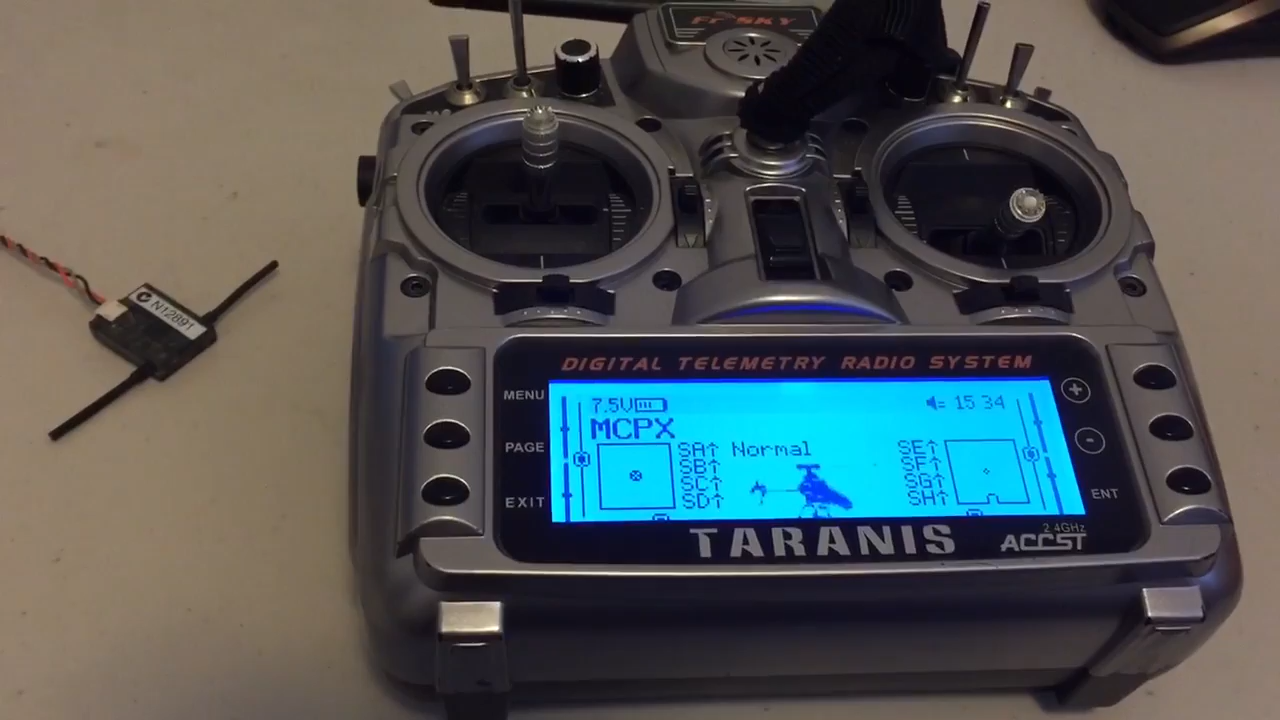 FrSKY
N12891
DIGITAL TELEMETRY RADIO SYSTEM
MENU
PAGE
EXIT
7.5V
15:34
MCPX
SA↑ Normal
SB↑
SC↑
SD↑
SE↑
SF↑
SG↑
SH↑
+
-
ENT
TARANIS
2.4GHz
ACCST